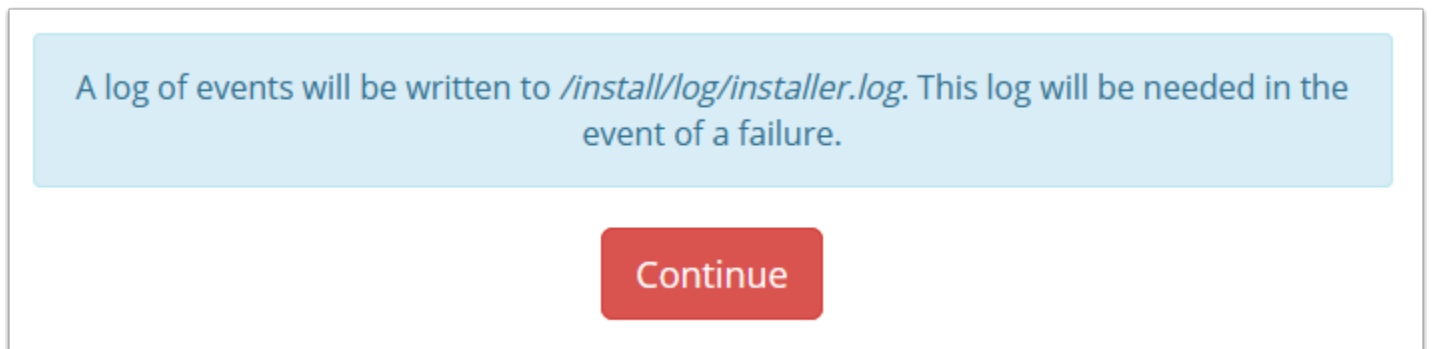 A log of events will be written to /install/log/installer.log. This log will be needed in the
event of a failure.
Continue